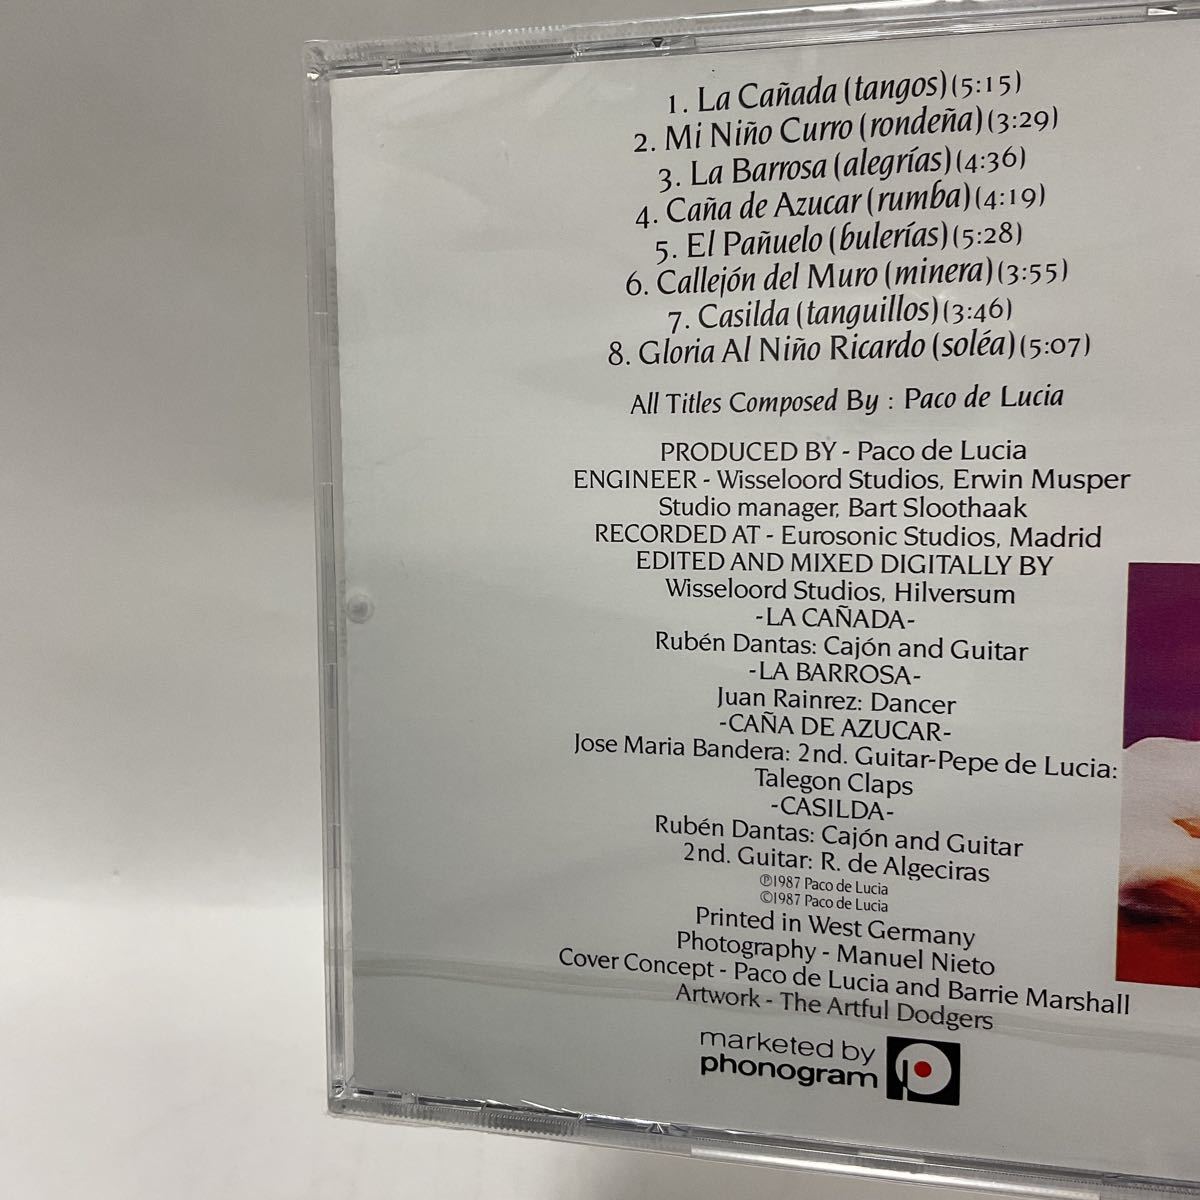 1. La Cañada (tangos) (5:15)
2. Mi Niño Curro (rondeña) (3:29)
3. La Barrosa (alegrías) (4:36)
4. Caña de Azucar (rumba) (4:19)
5. El Pañuelo (bulerías) (5:28)
6. Callejón del Muro (minera) (3:55)
7. Casilda (tanguillos) (3:46)
8. Gloria Al Niño Ricardo (soléa) (5:07)
All Titles Composed By : Paco de Lucia
PRODUCED BY - Paco de Lucia
ENGINEER - Wisseloord Studios, Erwin Musper
Studio manager, Bart Sloothaak
RECORDED AT - Eurosonic Studios, Madrid
EDITED AND MIXED DIGITALLY BY
Wisseloord Studios, Hilversum
-LA CAÑADA-
Rubén Dantas: Cajón and Guitar
-LA BARROSA-
Juan Rainrez: Dancer
-CAÑA DE AZUCAR-
Jose Maria Bandera: 2nd. Guitar-Pepe de Lucia:
Talegon Claps
-CASILDA-
Rubén Dantas: Cajón and Guitar
2nd. Guitar: R. de Algeciras
℗1987 Paco de Lucia
©1987 Paco de Lucia
Printed in West Germany
Photography - Manuel Nieto
Cover Concept - Paco de Lucia and Barrie Marshall
Artwork - The Artful Dodgers
marketed by
phonogram